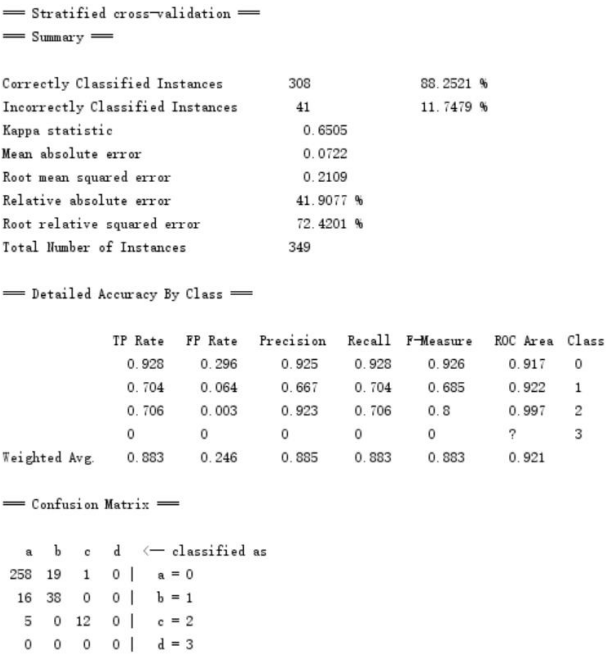 === Stratified cross-validation ===
=== Summary ===
Correctly Classified Instances 308 88.2521 %
Incorrectly Classified Instances 41 11.7479 %
Kappa statistic 0.6505
Mean absolute error 0.0722
Root mean squared error 0.2109
Relative absolute error 41.9077 %
Root relative squared error 72.4201 %
Total Number of Instances 349
=== Detailed Accuracy By Class ===
TP Rate FP Rate Precision Recall F-Measure ROC Area Class
0.928 0.296 0.925 0.928 0.926 0.917 0
0.704 0.064 0.667 0.704 0.685 0.922 1
0.706 0.003 0.923 0.706 0.8 0.997 2
0 0 0 0 0 ? 3
Weighted Avg. 0.883 0.246 0.885 0.883 0.883 0.921
=== Confusion Matrix ===
a b c d <-- classified as
258 19 1 0 | a = 0
16 38 0 0 | b = 1
5 0 12 0 | c = 2
0 0 0 0 | d = 3